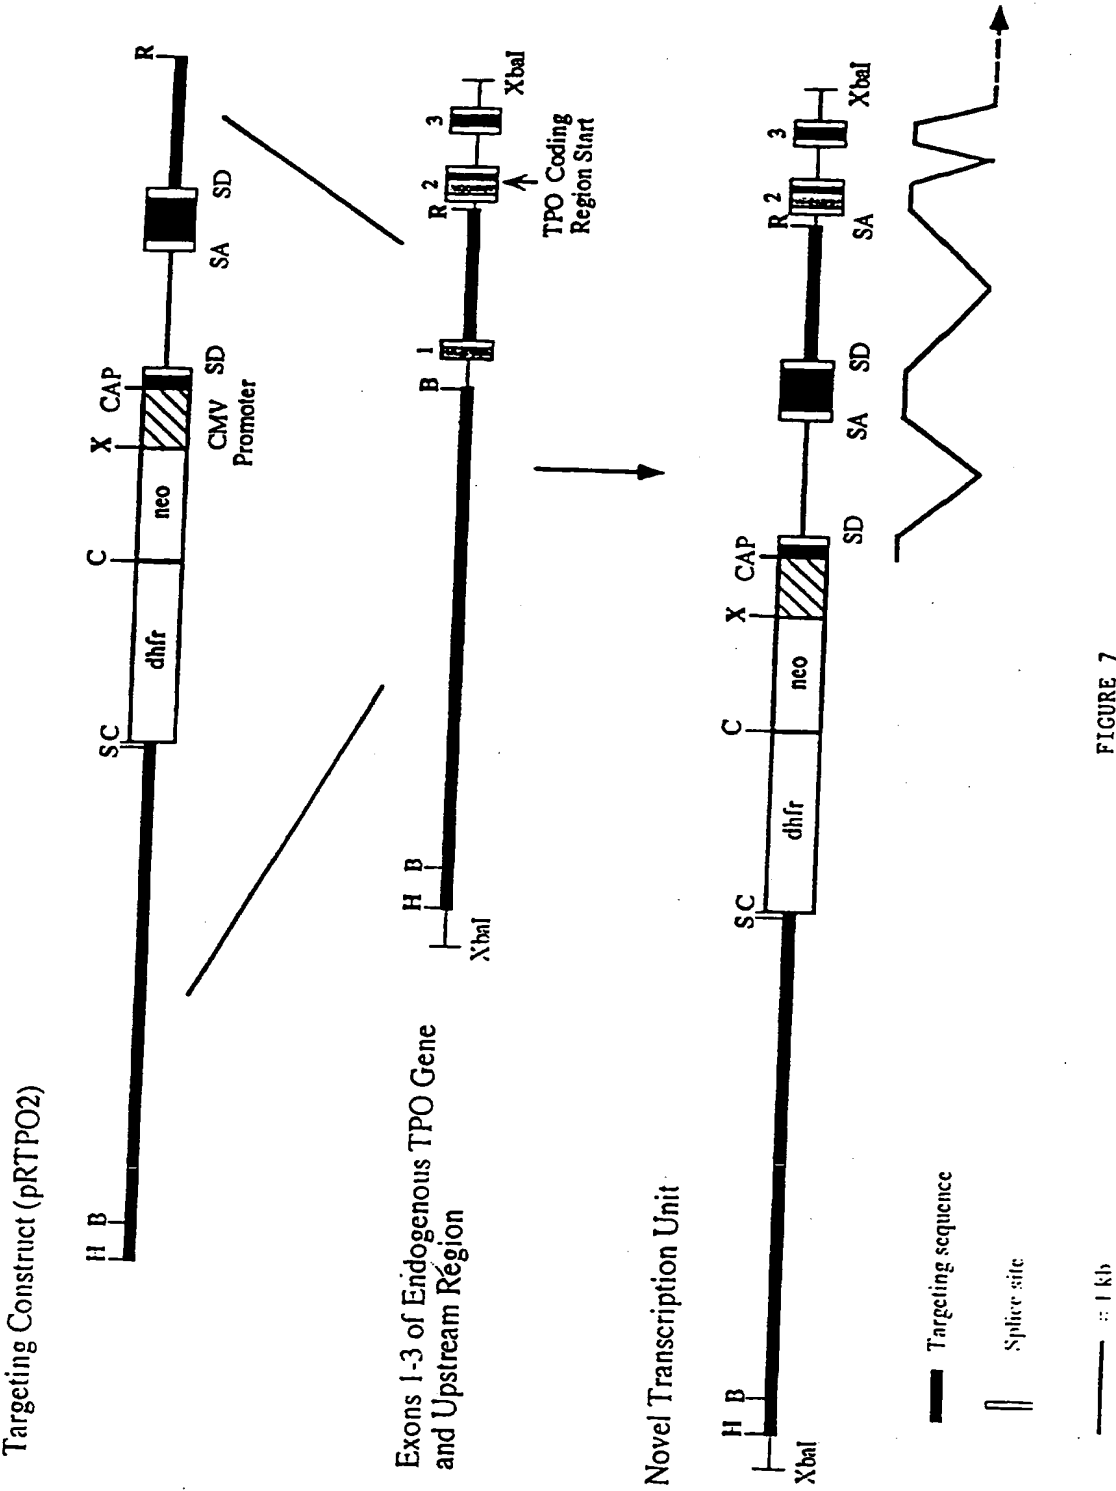 Targeting Construct (pRTPO2)
H B SC C X CAP R
dhfr neo
CMV
Promoter
SD SA SD
Exons 1-3 of Endogenous TPO Gene
and Upstream Region
H B B 1 R 2 3
XbaI XbaI
TPO Coding
Region Start
Novel Transcription Unit
H B SC C X CAP R 2 3
dhfr neo
XbaI SD SA SD SA XbaI
Targeting sequence
Splice site
= 1 kb
FIGURE 7